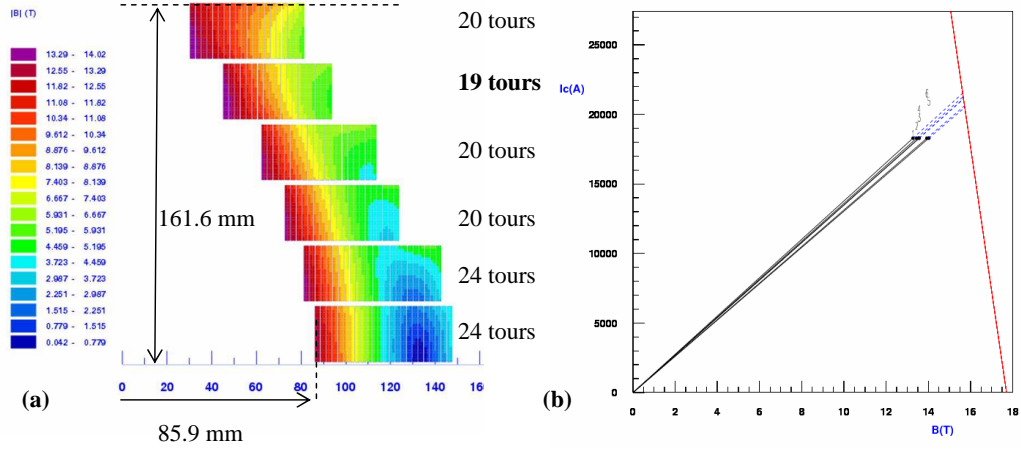 |B| (T)
13.29 - 14.02
12.55 - 13.29
11.82 - 12.55
11.08 - 11.82
10.34 - 11.08
9.612 - 10.34
8.876 - 9.612
8.139 - 8.876
7.403 - 8.139
6.667 - 7.403
5.931 - 6.667
5.195 - 5.931
4.459 - 5.195
3.723 - 4.459
2.987 - 3.723
2.251 - 2.987
1.515 - 2.251
0.779 - 1.515
0.042 - 0.779
20 tours
19 tours
20 tours
20 tours
24 tours
24 tours
161.6 mm
0 20 40 60 80 100 120 140 16
(a)
85.9 mm
Ic(A)
25000
20000
15000
10000
5000
0
0 2 4 6 8 10 12 14 16 18
B(T)
(b)